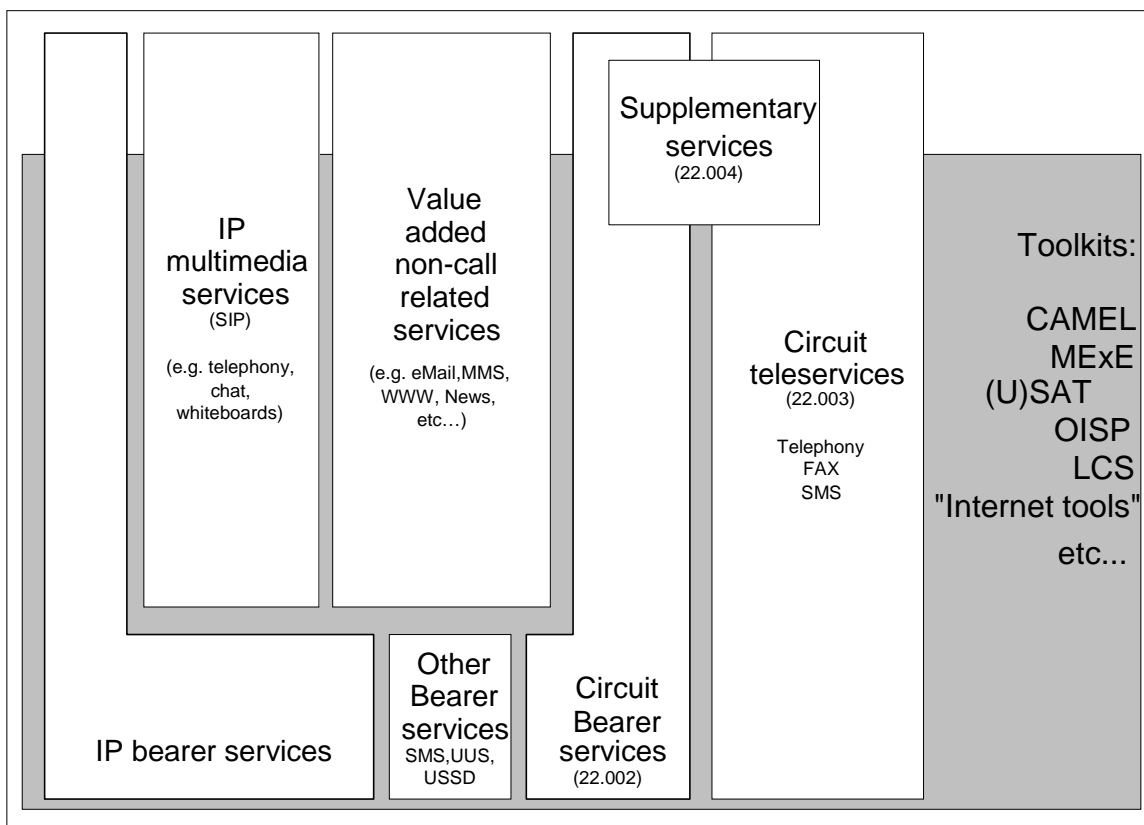 Supplementary
services
(22.004)
IP
multimedia
services
(SIP)
(e.g. telephony,
chat,
whiteboards)
Value
added
non-call
related
services
(e.g. eMail,MMS,
WWW, News,
etc…)
Circuit
teleservices
(22.003)
Telephony
FAX
SMS
Toolkits:
CAMEL
MExE
(U)SAT
OISP
LCS
"Internet tools"
etc...
IP bearer services
Other
Bearer
services
SMS,UUS,
USSD
Circuit
Bearer
services
(22.002)